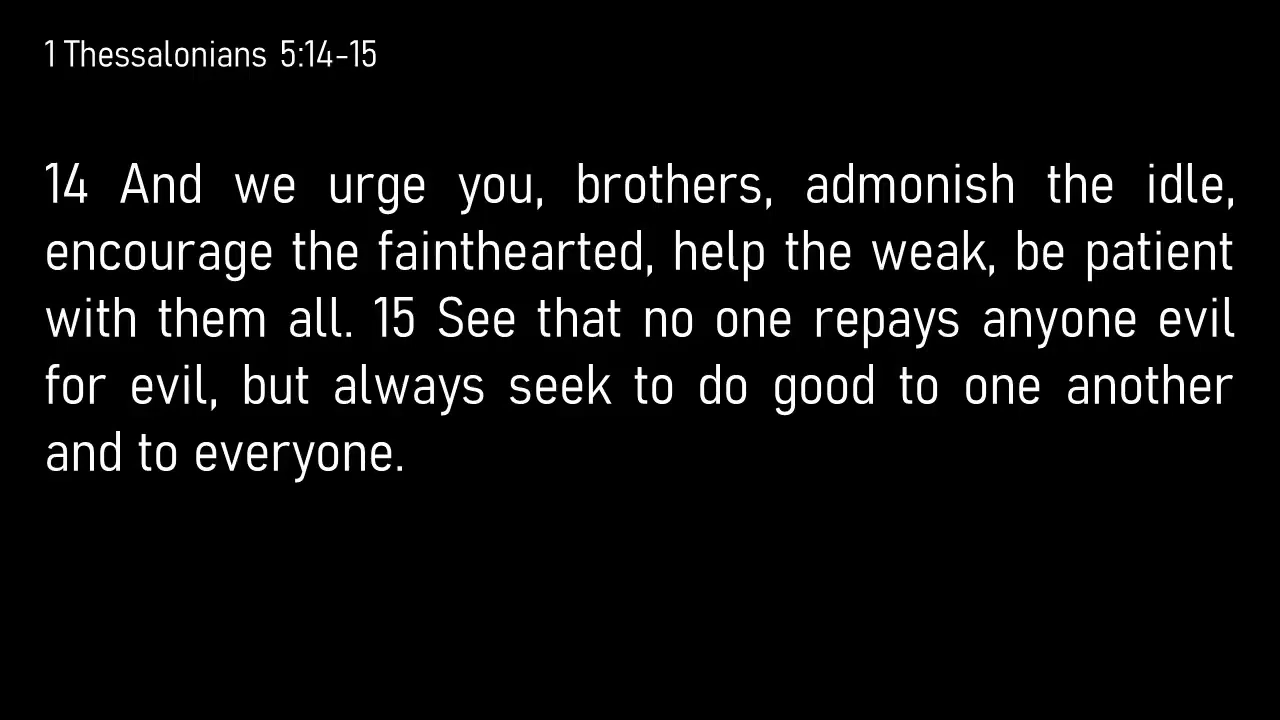 1 Thessalonians 5:14-15
14 And we urge you, brothers, admonish the idle,
encourage the fainthearted, help the weak, be patient
with them all. 15 See that no one repays anyone evil
for evil, but always seek to do good to one another
and to everyone.